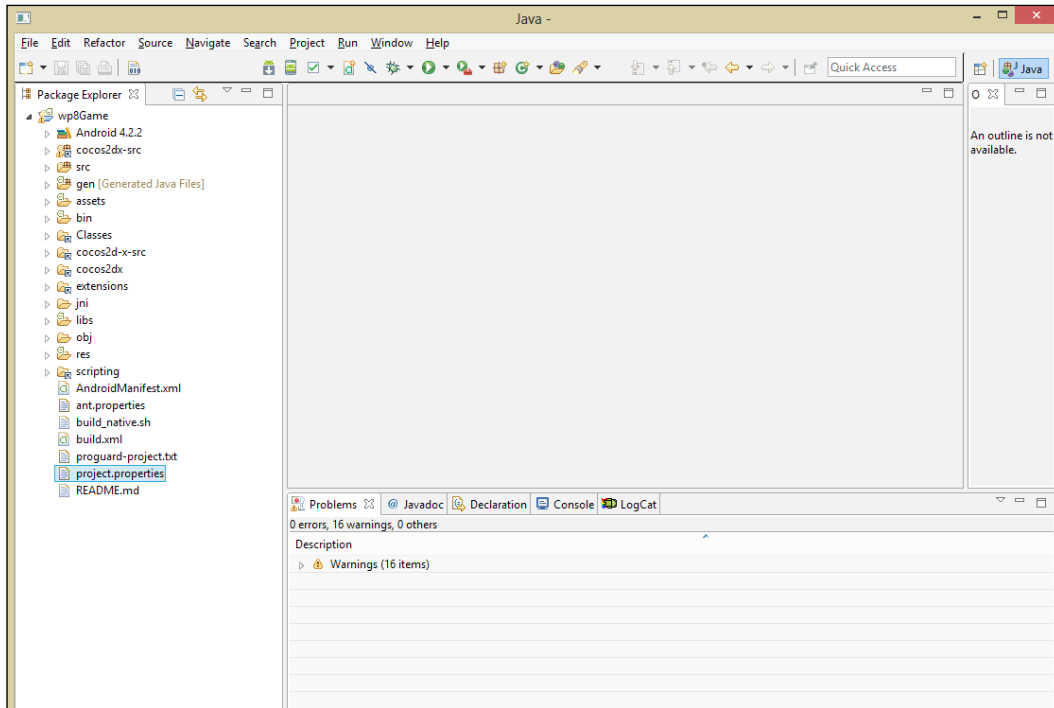 Java -
File Edit Refactor Source Navigate Search Project Run Window Help
Quick Access
Java
Package Explorer
wp8Game
Android 4.2.2
cocos2dx-src
src
gen [Generated Java Files]
assets
bin
Classes
cocos2d-x-src
cocos2dx
extensions
jni
libs
obj
res
scripting
AndroidManifest.xml
ant.properties
build_native.sh
build.xml
proguard-project.txt
project.properties
README.md
O
An outline is not
available.
Problems @ Javadoc Declaration Console LogCat
0 errors, 16 warnings, 0 others
Description
Warnings (16 items)